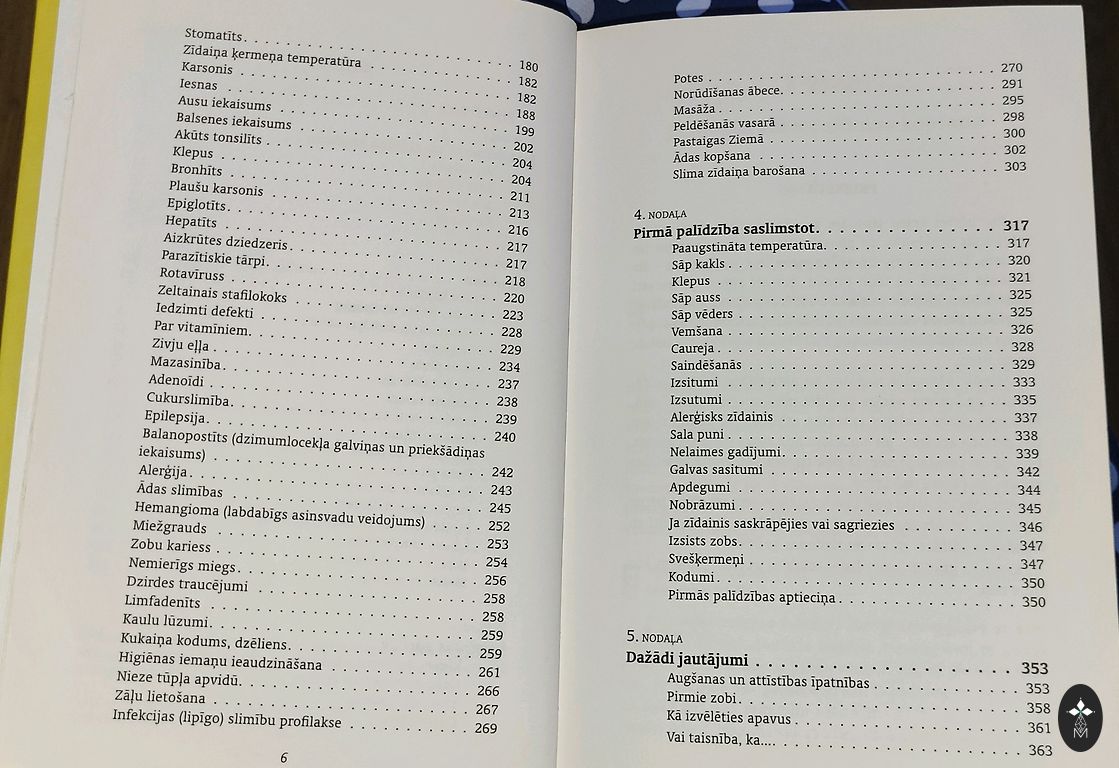 Stomatīts. . . . . . . . . . . . . . . . . . . . . . . . 180
Zīdaiņa ķermeņa temperatūra . . . . . . . . . . . . 182
Karsonis . . . . . . . . . . . . . . . . . . . . . . . . 182
Iesnas . . . . . . . . . . . . . . . . . . . . . . . . 188
Ausu iekaisums . . . . . . . . . . . . . . . . . . . . 199
Balsenes iekaisums . . . . . . . . . . . . . . . . . . 202
Akūts tonsilīts . . . . . . . . . . . . . . . . . . . . 204
Klepus . . . . . . . . . . . . . . . . . . . . . . . . 204
Bronhīts . . . . . . . . . . . . . . . . . . . . . . . 211
Plaušu karsonis . . . . . . . . . . . . . . . . . . . . 213
Epiglotīts. . . . . . . . . . . . . . . . . . . . . . . 216
Hepatīts . . . . . . . . . . . . . . . . . . . . . . . 217
Aizkrūtes dziedzeris . . . . . . . . . . . . . . . . . 217
Parazītiskie tārpi. . . . . . . . . . . . . . . . . . . 218
Rotavīruss . . . . . . . . . . . . . . . . . . . . . . 220
Zeltainais stafilokoks . . . . . . . . . . . . . . . . 223
Iedzimti defekti . . . . . . . . . . . . . . . . . . . 228
Par vitamīniem. . . . . . . . . . . . . . . . . . . . . 229
Zivju eļļa . . . . . . . . . . . . . . . . . . . . . . 234
Mazasinība. . . . . . . . . . . . . . . . . . . . . . . 237
Adenoīdi . . . . . . . . . . . . . . . . . . . . . . . 238
Cukurslimība. . . . . . . . . . . . . . . . . . . . . . 239
Epilepsija. . . . . . . . . . . . . . . . . . . . . . . 240
Balanopostīts (dzimumlocekļa galviņas un priekšādiņas
iekaisums) . . . . . . . . . . . . . . . . . . . . . . 242
Alerģija. . . . . . . . . . . . . . . . . . . . . . . . 243
Ādas slimības . . . . . . . . . . . . . . . . . . . . . 245
Hemangioma (labdabīgs asinsvadu veidojums) . . . . . 252
Miežgrauds . . . . . . . . . . . . . . . . . . . . . . 253
Zobu kariess . . . . . . . . . . . . . . . . . . . . . 254
Nemierīgs miegs. . . . . . . . . . . . . . . . . . . . 256
Dzirdes traucējumi . . . . . . . . . . . . . . . . . . 258
Limfadenīts . . . . . . . . . . . . . . . . . . . . . . 258
Kaulu lūzumi. . . . . . . . . . . . . . . . . . . . . . 259
Kukaiņa kodums, dzēliens. . . . . . . . . . . . . . . . 259
Higiēnas iemaņu ieaudzināšana . . . . . . . . . . . . 261
Nieze tūpļa apvidū. . . . . . . . . . . . . . . . . . . 266
Zāļu lietošana . . . . . . . . . . . . . . . . . . . . 267
Infekcijas (lipīgo) slimību profilakse . . . . . . . . 269
6
Potes . . . . . . . . . . . . . . . . . . . . . . . . . 270
Norūdīšanas ābece. . . . . . . . . . . . . . . . . . . 291
Masāža . . . . . . . . . . . . . . . . . . . . . . . . 295
Peldēšanās vasarā . . . . . . . . . . . . . . . . . . . 298
Pastaigas Ziemā . . . . . . . . . . . . . . . . . . . . 300
Ādas kopšana . . . . . . . . . . . . . . . . . . . . . 302
Slima zīdaiņa barošana . . . . . . . . . . . . . . . . 303
4. NODAĻA
Pirmā palīdzība saslimstot. . . . . . . . . . . . . . 317
Paaugstināta temperatūra. . . . . . . . . . . . . . . . 317
Sāp kakls . . . . . . . . . . . . . . . . . . . . . . . 320
Klepus . . . . . . . . . . . . . . . . . . . . . . . . 321
Sāp auss . . . . . . . . . . . . . . . . . . . . . . . 325
Sāp vēders . . . . . . . . . . . . . . . . . . . . . . 325
Vemšana . . . . . . . . . . . . . . . . . . . . . . . . 326
Caureja . . . . . . . . . . . . . . . . . . . . . . . . 328
Saindēšanās . . . . . . . . . . . . . . . . . . . . . . 329
Izsitumi . . . . . . . . . . . . . . . . . . . . . . . 333
Izsutumi . . . . . . . . . . . . . . . . . . . . . . . 335
Alerģisks zīdainis . . . . . . . . . . . . . . . . . . 337
Sala puni . . . . . . . . . . . . . . . . . . . . . . . 338
Nelaimes gadījumi. . . . . . . . . . . . . . . . . . . 339
Galvas sasitumi . . . . . . . . . . . . . . . . . . . . 342
Apdegumi . . . . . . . . . . . . . . . . . . . . . . . 344
Nobrāzumi . . . . . . . . . . . . . . . . . . . . . . . 345
Ja zīdainis saskrāpējies vai sagriezies . . . . . . . 346
Izsists zobs. . . . . . . . . . . . . . . . . . . . . . 347
Svešķermeņi . . . . . . . . . . . . . . . . . . . . . . 347
Kodumi. . . . . . . . . . . . . . . . . . . . . . . . . 350
Pirmās palīdzības aptieciņa . . . . . . . . . . . . . . 350
5. NODAĻA
Dažādi jautājumi . . . . . . . . . . . . . . . . . . 353
Augšanas un attīstības īpatnības . . . . . . . . . . . 353
Pirmie zobi. . . . . . . . . . . . . . . . . . . . . . 358
Kā izvēlēties apavus . . . . . . . . . . . . . . . . . 361
Vai taisnība, ka.... . . . . . . . . . . . . . . . . . . 363
M